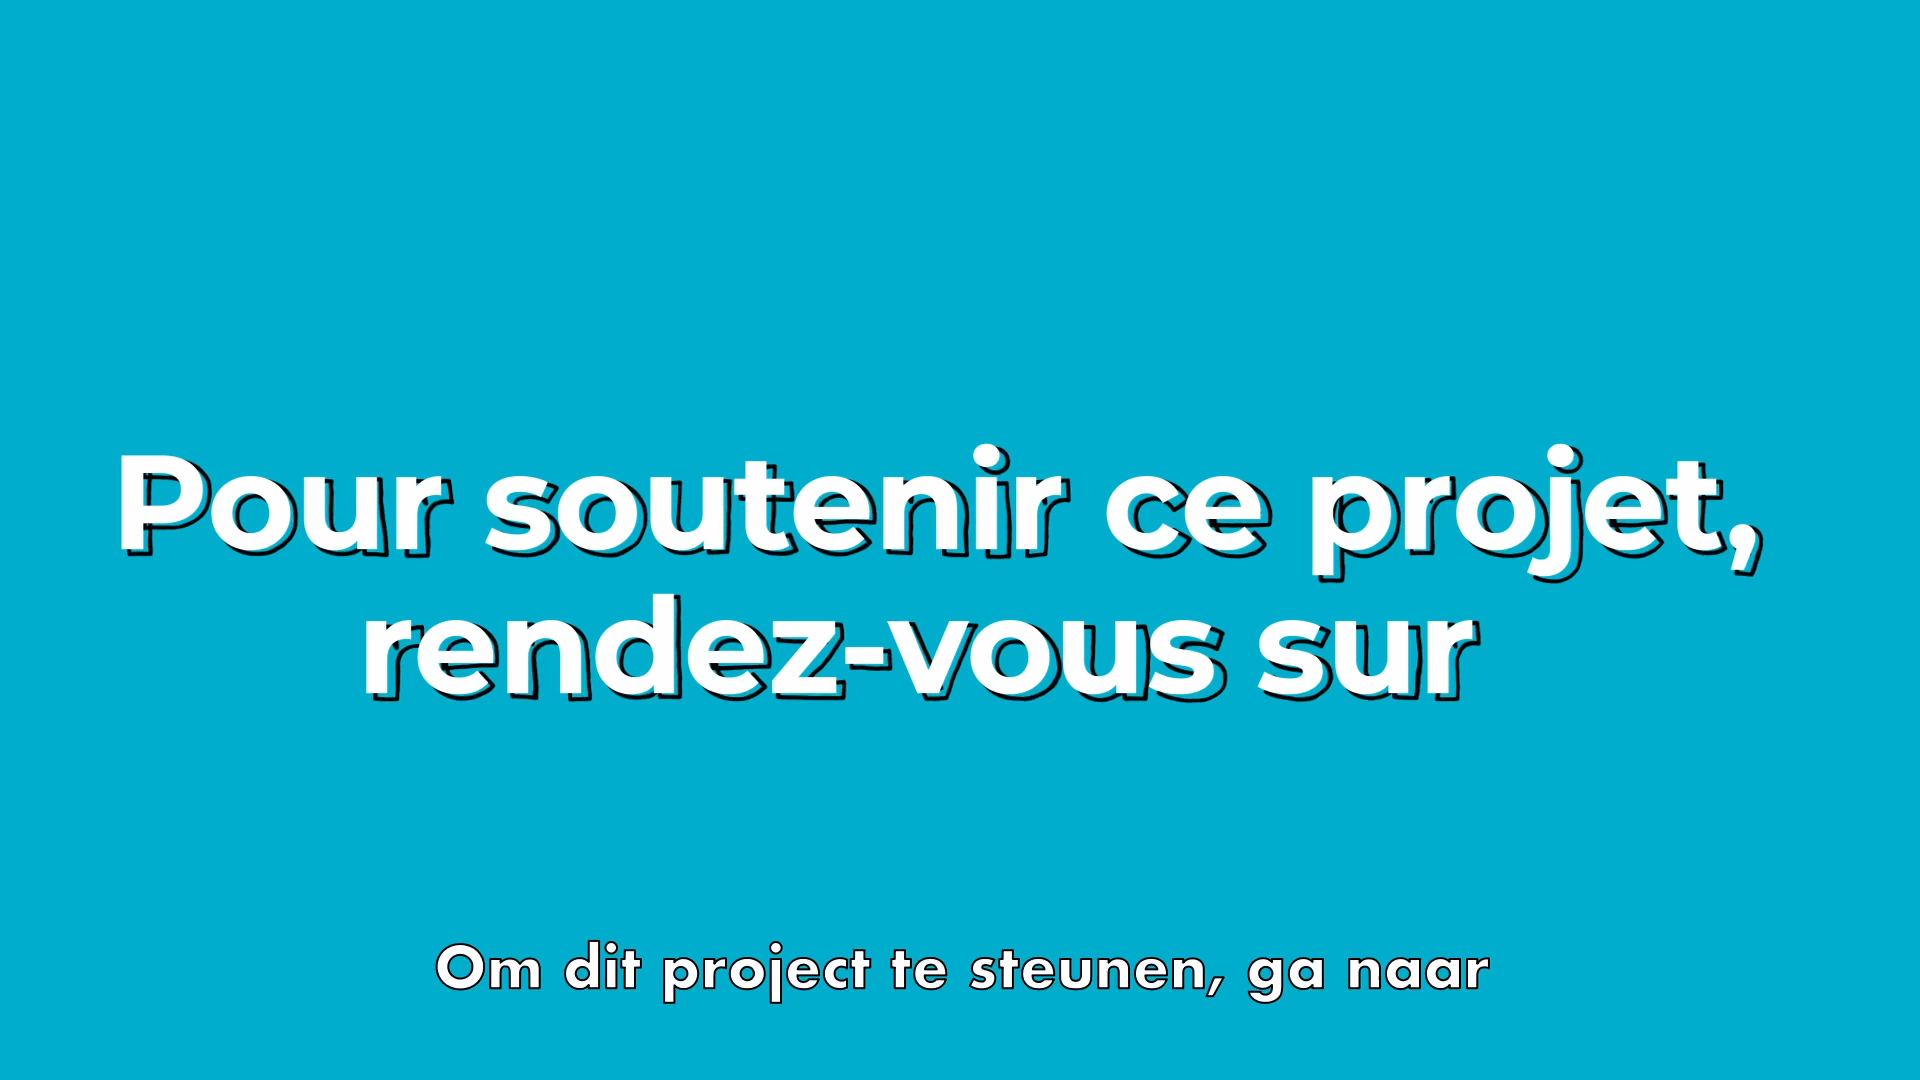 Pour soutenir ce projet,
rendez-vous sur
Om dit project te steunen, ga naar